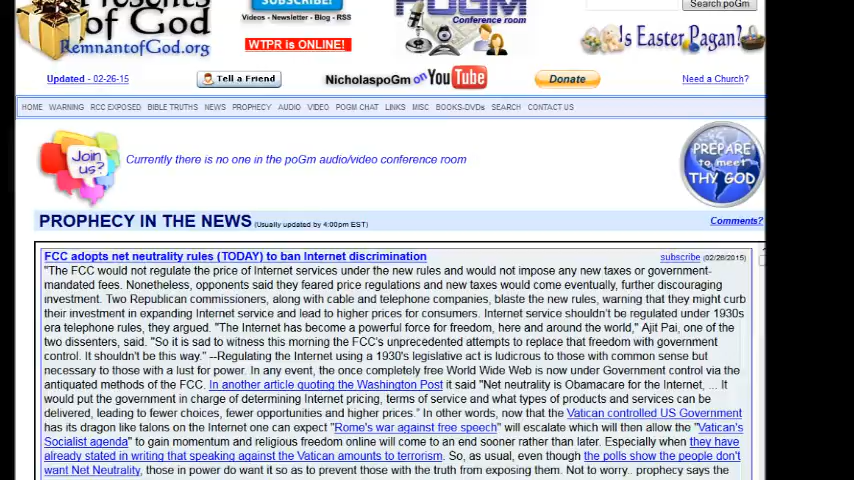 Presents
of God
RemnantofGod.org
SUBSCRIBE!
Videos - Newsletter - Blog - RSS
WTPR is ONLINE!
POGM
Conference room
Search poGm
Is Easter Pagan?
Updated - 02-26-15
Tell a Friend
NicholaspoGm on YouTube
Donate
Need a Church?
HOME WARNING RCC EXPOSED BIBLE TRUTHS NEWS PROPHECY AUDIO VIDEO POGM CHAT LINKS MISC BOOKS-DVDs SEARCH CONTACT US
Join us?
Currently there is no one in the poGm audio/video conference room
PREPARE
to meet
THY GOD
PROPHECY IN THE NEWS (Usually updated by 4:00pm EST)
Comments?
FCC adopts net neutrality rules (TODAY) to ban Internet discrimination
subscribe (02/26/2015)
"The FCC would not regulate the price of Internet services under the new rules and would not impose any new taxes or government-
mandated fees. Nonetheless, opponents said they feared price regulations and new taxes would come eventually, further discouraging
investment. Two Republican commissioners, along with cable and telephone companies, blaste the new rules, warning that they might curb
their investment in expanding Internet service and lead to higher prices for consumers. Internet service shouldn't be regulated under 1930s
era telephone rules, they argued. "The Internet has become a powerful force for freedom, here and around the world," Ajit Pai, one of the
two dissenters, said. "So it is sad to witness this morning the FCC's unprecedented attempts to replace that freedom with government
control. It shouldn't be this way." --Regulating the Internet using a 1930's legislative act is ludicrous to those with common sense but
necessary to those with a lust for power. In any event, the once completely free World Wide Web is now under Government control via the
antiquated methods of the FCC. In another article quoting the Washington Post it said "Net neutrality is Obamacare for the Internet, ... It
would put the government in charge of determining Internet pricing, terms of service and what types of products and services can be
delivered, leading to fewer choices, fewer opportunities and higher prices." In other words, now that the Vatican controlled US Government
has its dragon like talons on the Internet one can expect "Rome's war against free speech" will escalate which will then allow the "Vatican's
Socialist agenda" to gain momentum and religious freedom online will come to an end sooner rather than later. Especially when they have
already stated in writing that speaking against the Vatican amounts to terrorism. So, as usual, even though the polls show the people don't
want Net Neutrality, those in power do want it so as to prevent those with the truth from exposing them. Not to worry.. prophecy says the